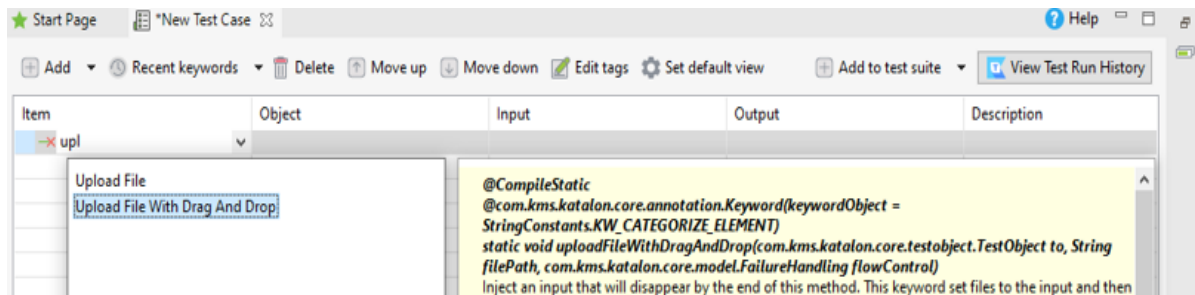 Start Page
*New Test Case
Help
Add
Recent keywords
Delete
Move up
Move down
Edit tags
Set default view
Add to test suite
View Test Run History
Item Object Input Output Description
upl
Upload File
Upload File With Drag And Drop
@CompileStatic
@com.kms.katalon.core.annotation.Keyword(keywordObject =
StringConstants.KW_CATEGORIZE_ELEMENT)
static void uploadFileWithDragAndDrop(com.kms.katalon.core.testobject.TestObject to, String
filePath, com.kms.katalon.core.model.FailureHandling flowControl)
Inject an input that will disappear by the end of this method. This keyword set files to the input and then